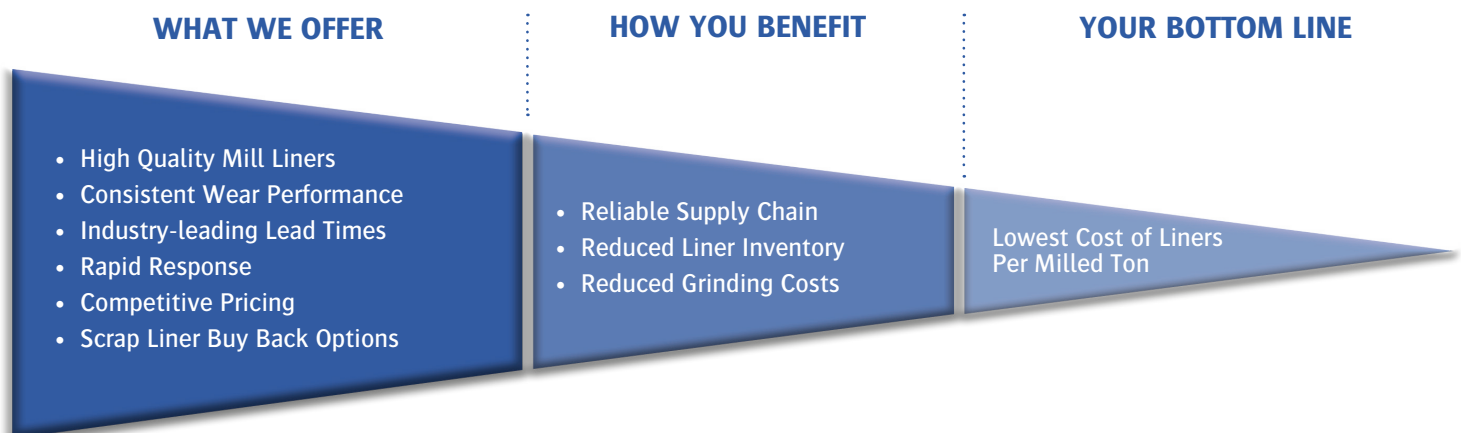 WHAT WE OFFER
HOW YOU BENEFIT
YOUR BOTTOM LINE
• High Quality Mill Liners
• Consistent Wear Performance
• Industry-leading Lead Times
• Rapid Response
• Competitive Pricing
• Scrap Liner Buy Back Options
• Reliable Supply Chain
• Reduced Liner Inventory
• Reduced Grinding Costs
Lowest Cost of Liners
Per Milled Ton